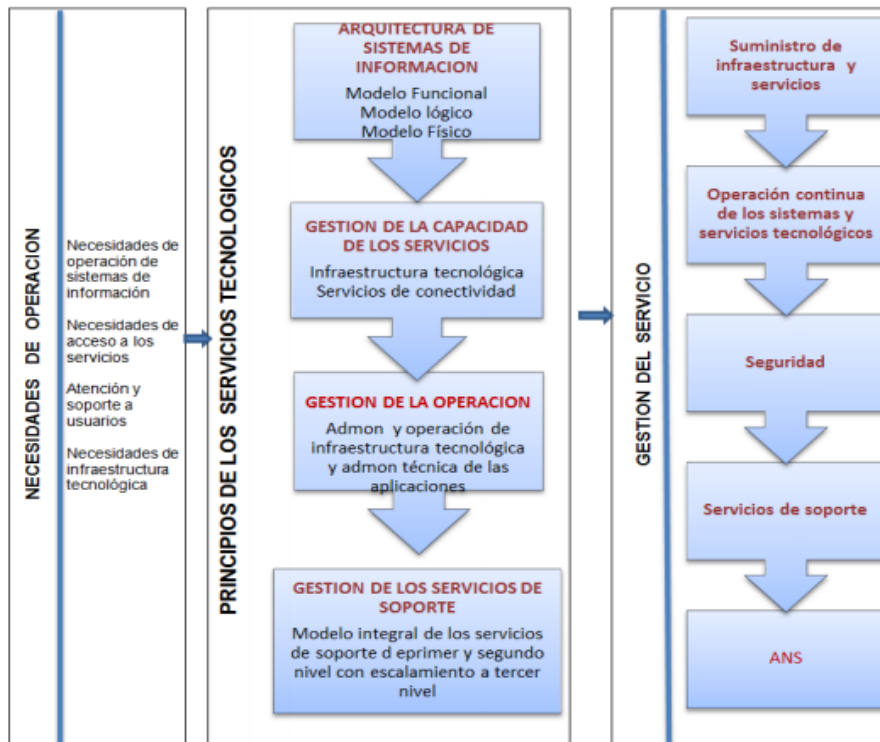 NECESIDADES DE OPERACION
Necesidades de
operación de
sistemas de
información
Necesidades de
acceso a los
servicios
Atención y
soporte a
usuarios
Necesidades de
infraestructura
tecnológica
PRINCIPIOS DE LOS SERVICIOS TECNOLOGICOS
ARQUITECTURA DE
SISTEMAS DE
INFORMACION
Modelo Funcional
Modelo lógico
Modelo Físico
GESTION DE LA CAPACIDAD
DE LOS SERVICIOS
Infraestructura tecnológica
Servicios de conectividad
GESTION DE LA OPERACION
Admon y operación de
infraestructura tecnológica
y admon técnica de las
aplicaciones
GESTION DE LOS SERVICIOS DE
SOPORTE
Modelo integral de los servicios
de soporte d eprimer y segundo
nivel con escalamiento a tercer
nivel
GESTION DEL SERVICIO
Suministro de
infraestructura y
servicios
Operación continua
de los sistemas y
servicios tecnológicos
Seguridad
Servicios de soporte
ANS